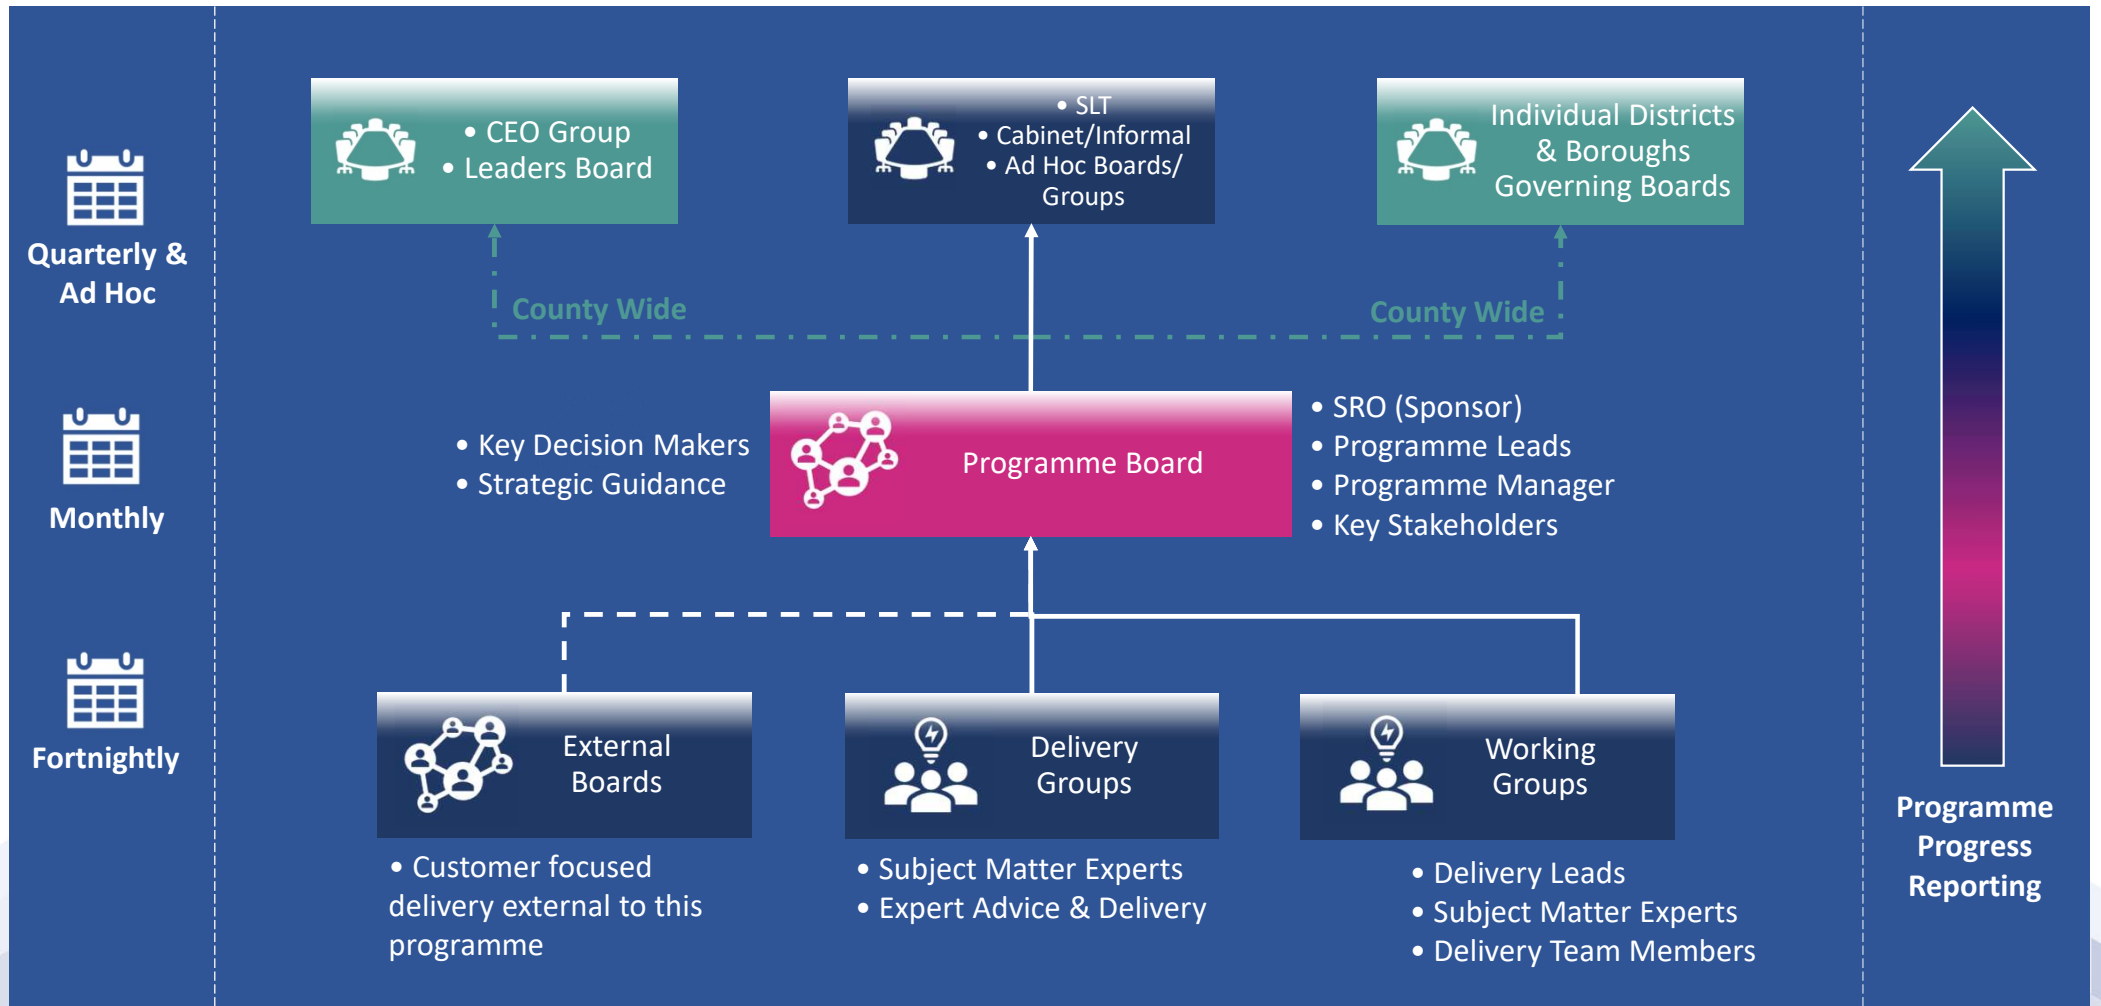 • CEO Group
• Leaders Board
• SLT
• Cabinet/Informal
• Ad Hoc Boards/
Groups
Individual Districts
& Boroughs
Governing Boards
Quarterly &
Ad Hoc
County Wide
County Wide
Monthly
• Key Decision Makers
• Strategic Guidance
Programme Board
• SRO (Sponsor)
• Programme Leads
• Programme Manager
• Key Stakeholders
Fortnightly
External
Boards
• Customer focused
delivery external to this
programme
Delivery
Groups
• Subject Matter Experts
• Expert Advice & Delivery
Working
Groups
• Delivery Leads
• Subject Matter Experts
• Delivery Team Members
Programme
Progress
Reporting